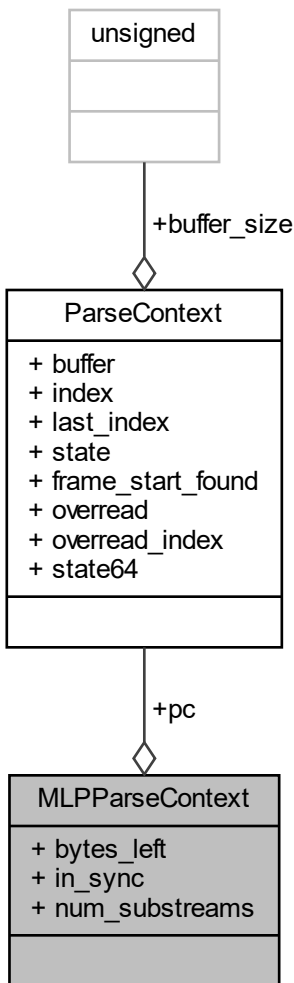 unsigned
+buffer_size
ParseContext
+ buffer
+ index
+ last_index
+ state
+ frame_start_found
+ overread
+ overread_index
+ state64
+pc
MLPParseContext
+ bytes_left
+ in_sync
+ num_substreams